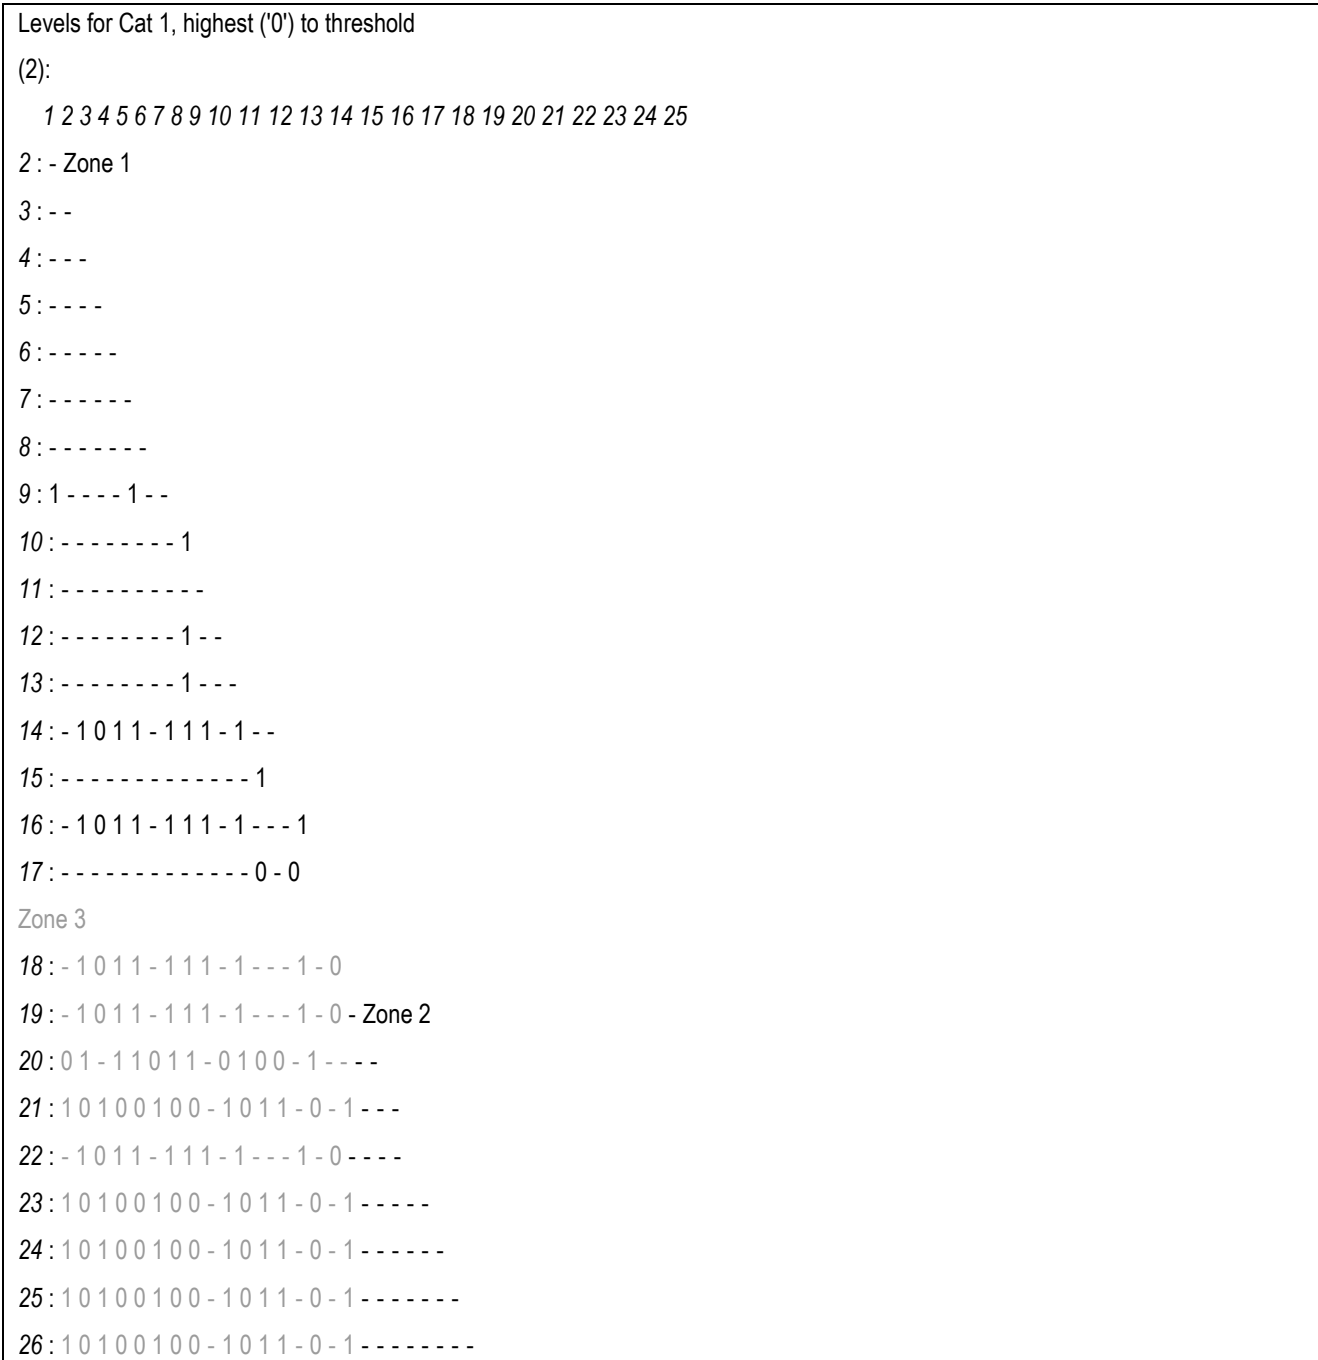 Levels for Cat 1, highest ('0') to threshold
(2):
1 2 3 4 5 6 7 8 9 10 11 12 13 14 15 16 17 18 19 20 21 22 23 24 25
2 : - Zone 1
3 : - -
4 : - - -
5 : - - - -
6 : - - - - -
7 : - - - - - -
8 : - - - - - - -
9 : 1 - - - - 1 - -
10 : - - - - - - - - 1
11 : - - - - - - - - - -
12 : - - - - - - - - 1 - -
13 : - - - - - - - - 1 - - -
14 : - 1 0 1 1 - 1 1 1 - 1 - -
15 : - - - - - - - - - - - - - 1
16 : - 1 0 1 1 - 1 1 1 - 1 - - - 1
17 : - - - - - - - - - - - - - 0 - 0
Zone 3
18 : - 1 0 1 1 - 1 1 1 - 1 - - - 1 - 0
19 : - 1 0 1 1 - 1 1 1 - 1 - - - 1 - 0 - Zone 2
20 : 0 1 - 1 1 0 1 1 - 0 1 0 0 - 1 - - - -
21 : 1 0 1 0 0 1 0 0 - 1 0 1 1 - 0 - 1 - - -
22 : - 1 0 1 1 - 1 1 1 - 1 - - - 1 - 0 - - - -
23 : 1 0 1 0 0 1 0 0 - 1 0 1 1 - 0 - 1 - - - - -
24 : 1 0 1 0 0 1 0 0 - 1 0 1 1 - 0 - 1 - - - - - -
25 : 1 0 1 0 0 1 0 0 - 1 0 1 1 - 0 - 1 - - - - - - -
26 : 1 0 1 0 0 1 0 0 - 1 0 1 1 - 0 - 1 - - - - - - - -